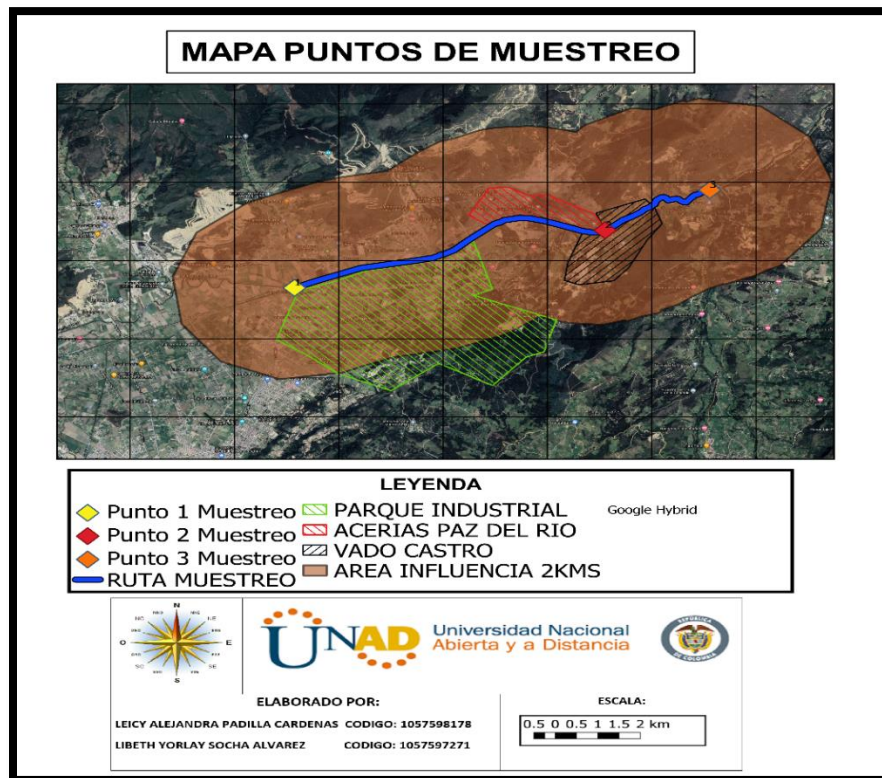 MAPA PUNTOS DE MUESTREO
LEYENDA
Punto 1 Muestreo
Punto 2 Muestreo
Punto 3 Muestreo
RUTA MUESTREO
PARQUE INDUSTRIAL
ACERIAS PAZ DEL RIO
VADO CASTRO
AREA INFLUENCIA 2KMS
Google Hybrid
N
O
E
S
UNAD
Universidad Nacional
Abierta y a Distancia
ELABORADO POR:
LEICY ALEJANDRA PADILLA CARDENAS CODIGO: 1057598178
LIBETH YORLAY SOCHA ALVAREZ CODIGO: 1057597271
ESCALA:
0.5 0 0.5 1 1.5 2 km